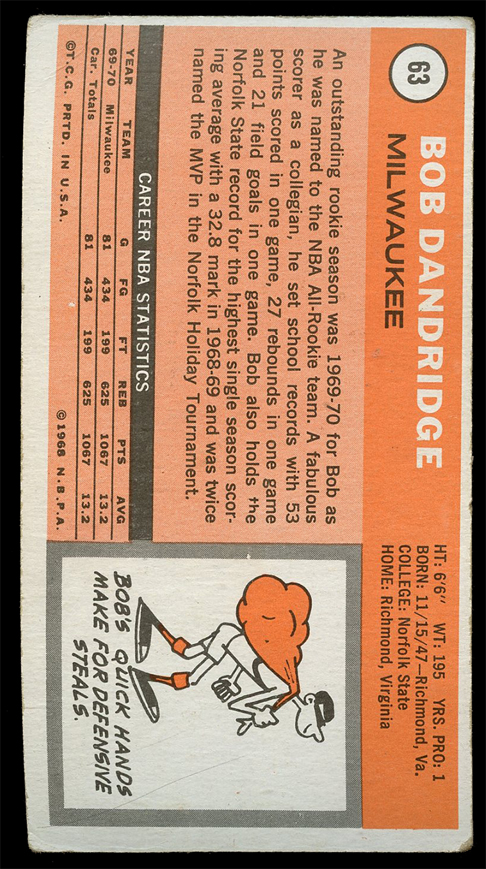 63
BOB DANDRIDGE
MILWAUKEE
HT: 6'6" WT: 195 YRS. PRO: 1
BORN: 11/15/47—Richmond, Va.
COLLEGE: Norfolk State
HOME: Richmond, Virginia
An outstanding rookie season was 1969-70 for Bob as
he was named to the NBA All-Rookie team. A fabulous
scorer as a collegian, he set school records with 53
points scored in one game, 27 rebounds in one game
and 21 field goals in one game. Bob also holds the
Norfolk State record for the highest single season scor-
ing average with a 32.8 mark in 1968-69 and was twice
named the MVP in the Norfolk Holiday Tournament.
CAREER NBA STATISTICS
YEAR TEAM G FG FT REB PTS AVG
69-70 Milwaukee 81 434 199 625 1067 13.2
Car. Totals 81 434 199 625 1067 13.2
©T.C.G. PRTD. IN U.S.A. ©1968 N.B.P.A.
BOB'S QUICK HANDS
MAKE FOR DEFENSIVE
STEALS.